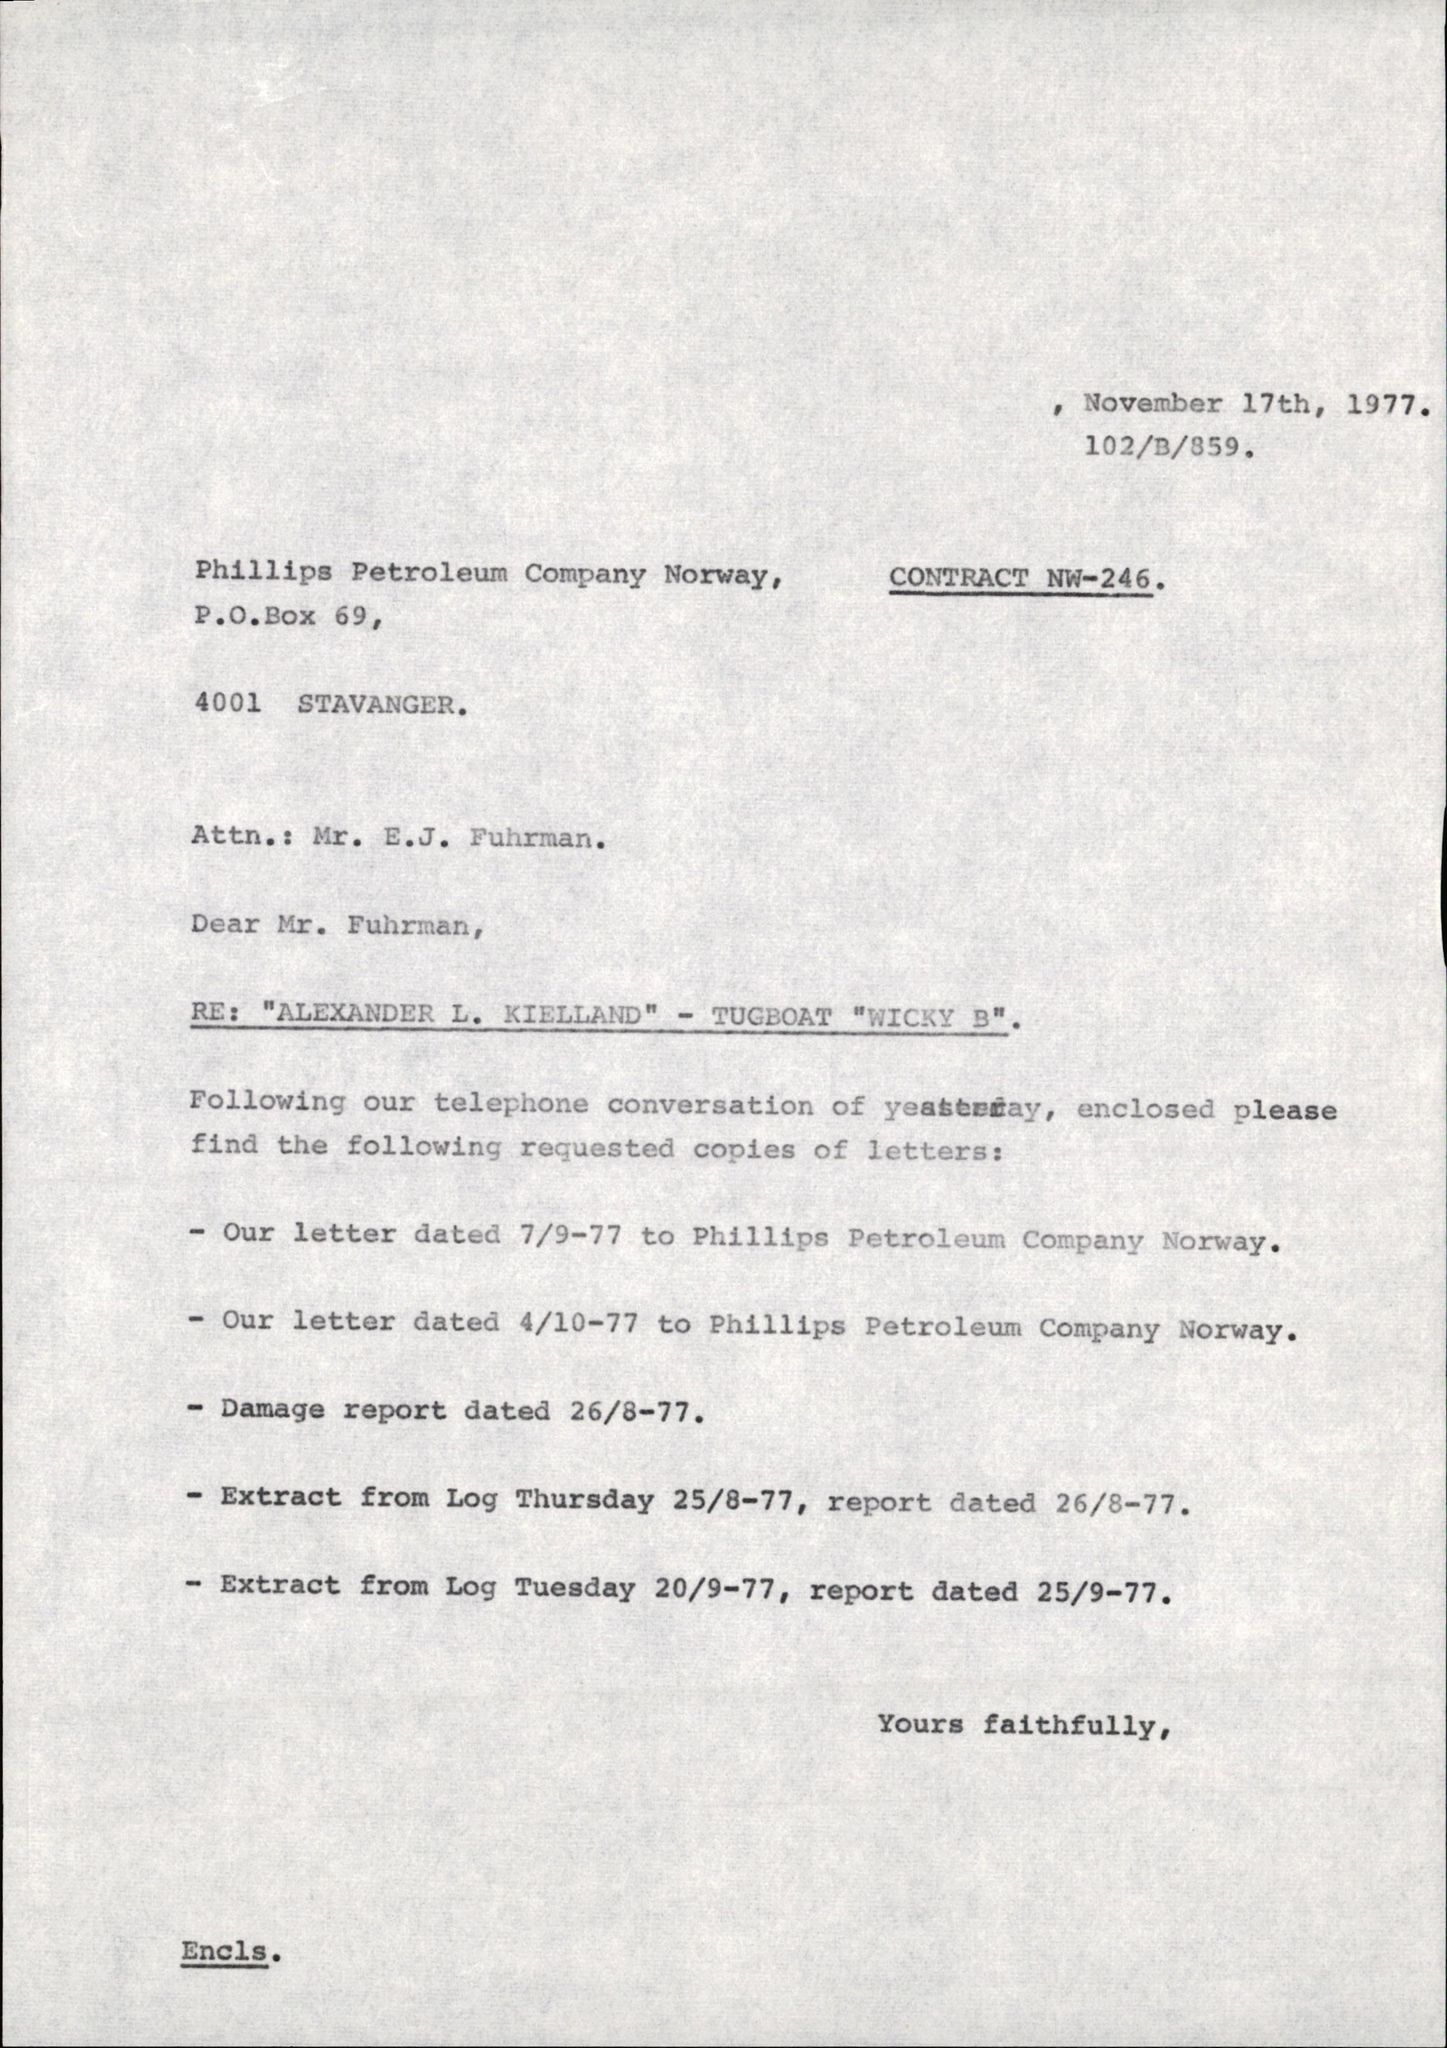 , November 17th, 1977.
102/B/859.
Phillips Petroleum Company Norway, CONTRACT NW-246.
P.O.Box 69,
4001 STAVANGER.
Attn.: Mr. E.J. Fuhrman.
Dear Mr. Fuhrman,
RE: "ALEXANDER L. KIELLAND" - TUGBOAT "WICKY B".
Following our telephone conversation of yesterday, enclosed please
find the following requested copies of letters:
- Our letter dated 7/9-77 to Phillips Petroleum Company Norway.
- Our letter dated 4/10-77 to Phillips Petroleum Company Norway.
- Damage report dated 26/8-77.
- Extract from Log Thursday 25/8-77, report dated 26/8-77.
- Extract from Log Tuesday 20/9-77, report dated 25/9-77.
Yours faithfully,
Encls.